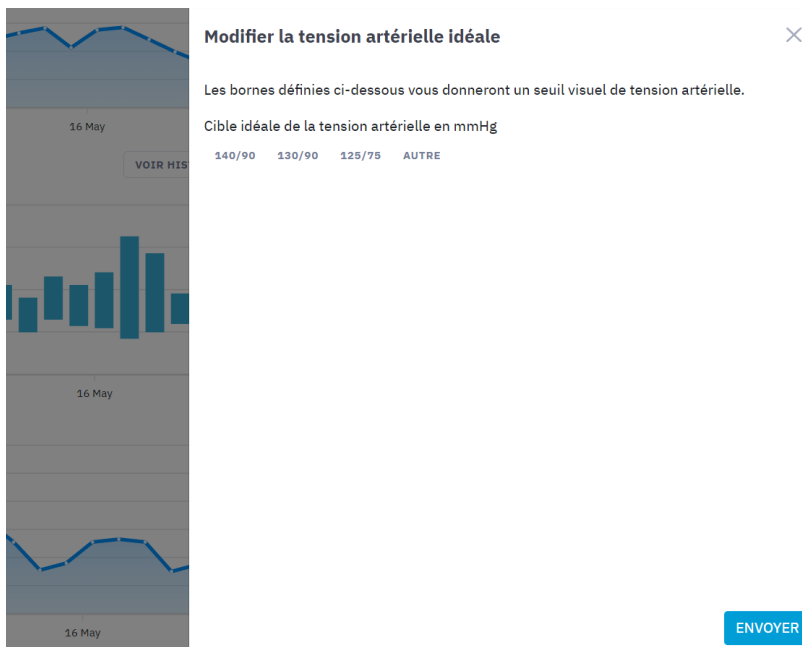 Modifier la tension artérielle idéale
Les bornes définies ci-dessous vous donneront un seuil visuel de tension artérielle.
Cible idéale de la tension artérielle en mmHg
140/90 130/90 125/75 AUTRE
16 May
VOIR HIS
16 May
16 May
ENVOYER